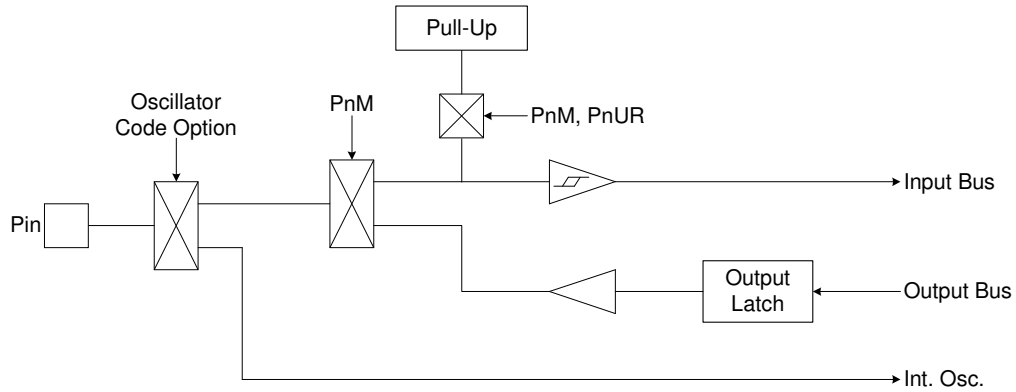 Pull-Up
Oscillator
Code Option
PnM
PnM, PnUR
Pin
Input Bus
Output
Latch
Output Bus
Int. Osc.